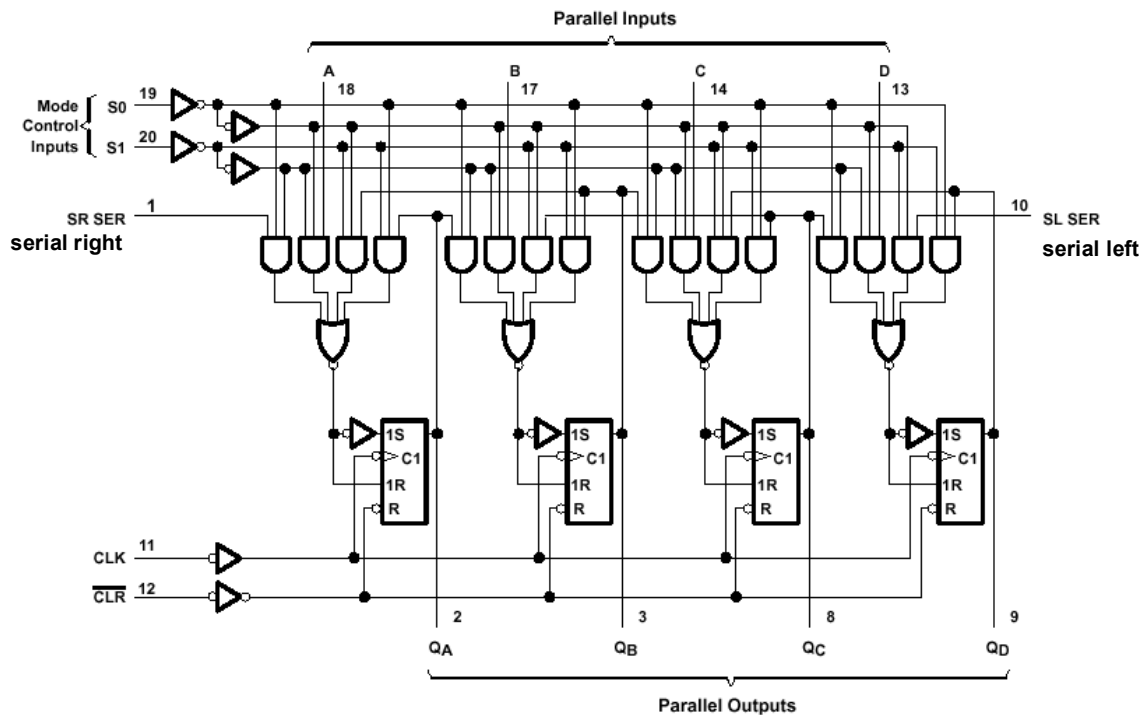 Parallel Inputs
A B C D
18 17 14 13
Mode Control Inputs
S0 19
S1 20
SR SER 1
serial right
10 SL SER
serial left
1S 1S 1S 1S
C1 C1 C1 C1
1R 1R 1R 1R
R R R R
CLK 11
CLR 12
2 3 8 9
QA QB QC QD
Parallel Outputs